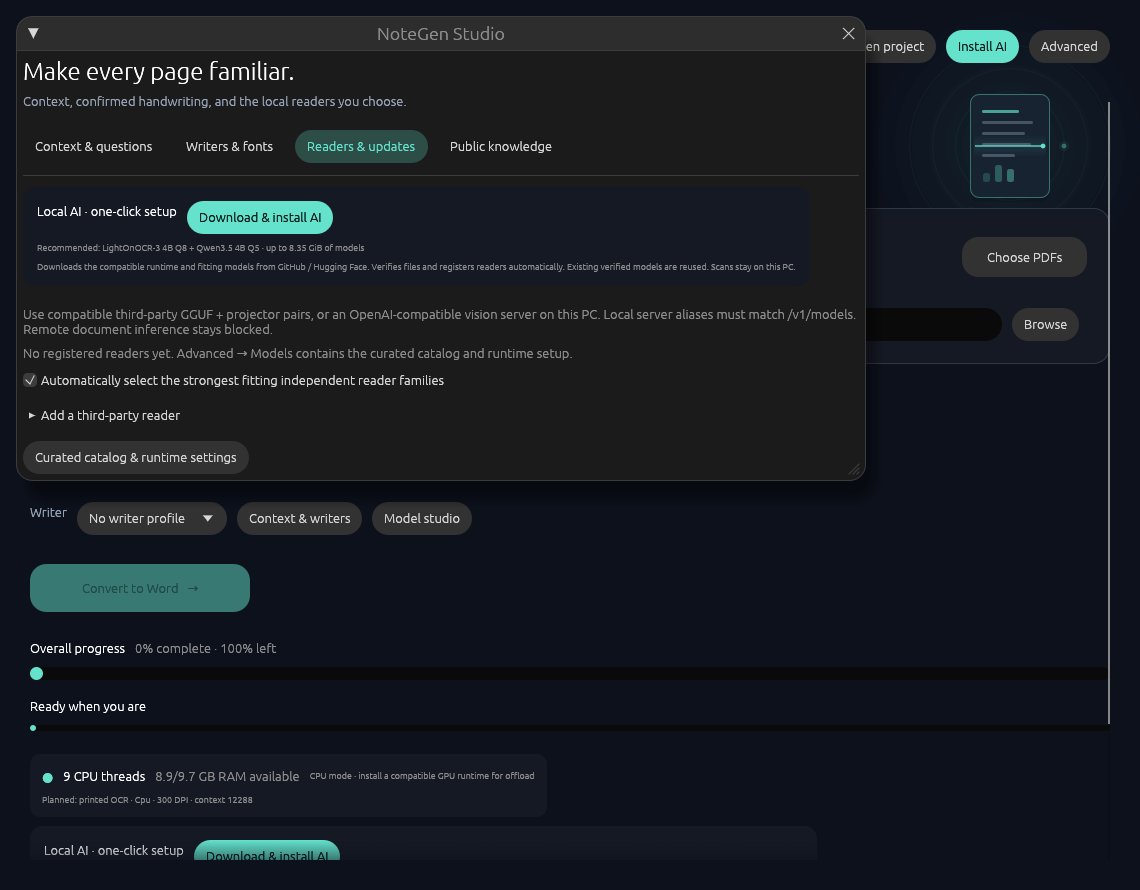 NoteGen Studio
en project
Install AI
Advanced
Make every page familiar.
Context, confirmed handwriting, and the local readers you choose.
Context & questions
Writers & fonts
Readers & updates
Public knowledge
Local AI · one-click setup
Download & install AI
Recommended: LightOnOCR-3 4B Q8 + Qwen3.5 4B Q5 · up to 8.35 GiB of models
Downloads the compatible runtime and fitting models from GitHub / Hugging Face. Verifies files and registers readers automatically. Existing verified models are reused. Scans stay on this PC.
Choose PDFs
Use compatible third-party GGUF + projector pairs, or an OpenAI-compatible vision server on this PC. Local server aliases must match /v1/models.
Remote document inference stays blocked.
Browse
No registered readers yet. Advanced → Models contains the curated catalog and runtime setup.
Automatically select the strongest fitting independent reader families
Add a third-party reader
Curated catalog & runtime settings
Writer
No writer profile
Context & writers
Model studio
Convert to Word →
Overall progress
0% complete · 100% left
Ready when you are
9 CPU threads
8.9/9.7 GB RAM available
CPU mode · install a compatible GPU runtime for offload
Planned: printed OCR · Cpu · 300 DPI · context 12288
Local AI · one-click setup
Download & install AI